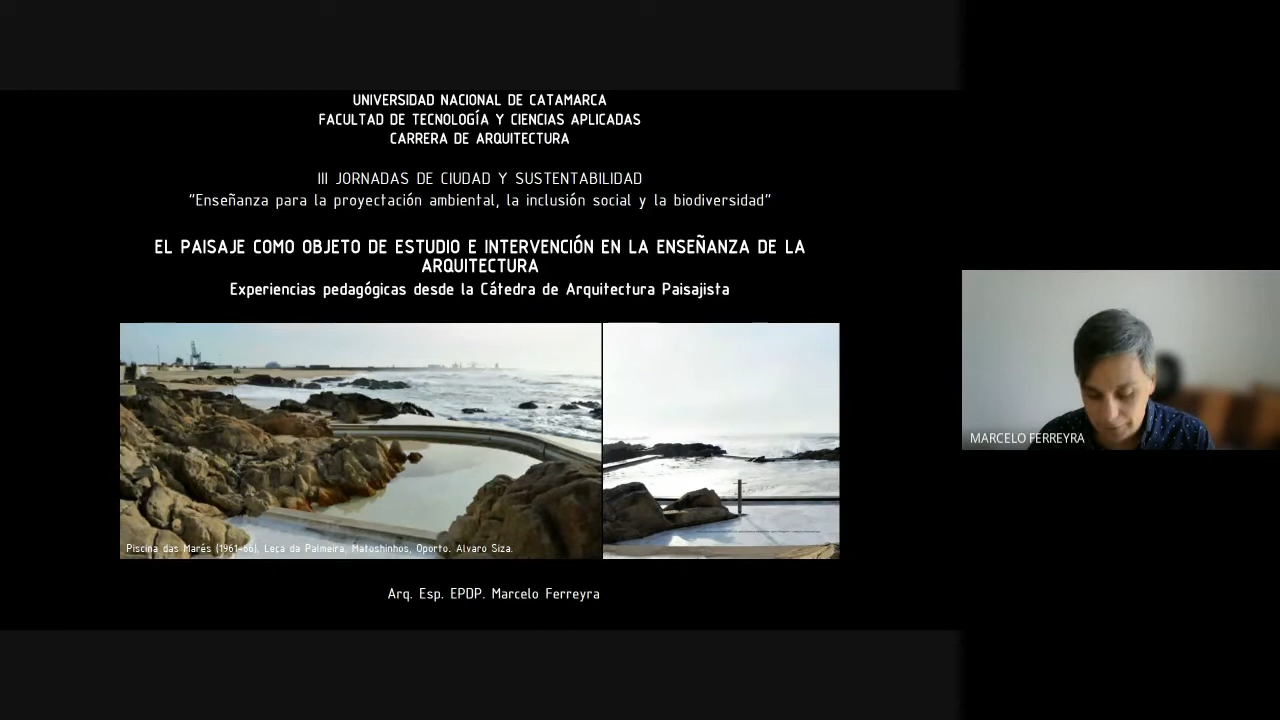 UNIVERSIDAD NACIONAL DE CATAMARCA
FACULTAD DE TECNOLOGÍA Y CIENCIAS APLICADAS
CARRERA DE ARQUITECTURA
III JORNADAS DE CIUDAD Y SUSTENTABILIDAD
"Enseñanza para la proyectación ambiental, la inclusión social y la biodiversidad"
EL PAISAJE COMO OBJETO DE ESTUDIO E INTERVENCIÓN EN LA ENSEÑANZA DE LA
ARQUITECTURA
Experiencias pedagógicas desde la Cátedra de Arquitectura Paisajista
Piscina das Marés (1961-66), Leça da Palmeira, Matoshinhos, Oporto. Alvaro Siza.
Arq. Esp. EPDP. Marcelo Ferreyra
MARCELO FERREYRA